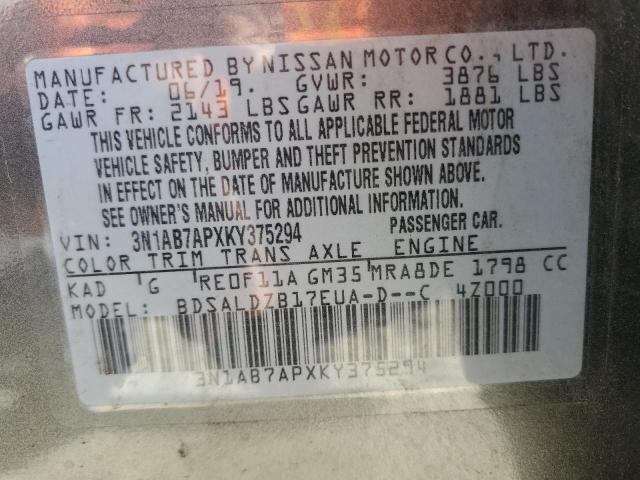 MANUFACTURED BY NISSAN MOTOR CO., LTD.
DATE: 06/19. GVWR: 3876 LBS
GAWR FR: 2143 LBS GAWR RR: 1881 LBS
THIS VEHICLE CONFORMS TO ALL APPLICABLE FEDERAL MOTOR
VEHICLE SAFETY, BUMPER AND THEFT PREVENTION STANDARDS
IN EFFECT ON THE DATE OF MANUFACTURE SHOWN ABOVE.
SEE OWNER'S MANUAL FOR ADDITIONAL INFORMATION.
VIN: 3N1AB7APXKY375294 PASSENGER CAR.
COLOR TRIM TRANS AXLE ENGINE
KAD G RE0F11A GM35 MRA8DE 1798 CC
MODEL: BDSALDZB17EUA-D--C 4Z000
3N1AB7APXKY375294